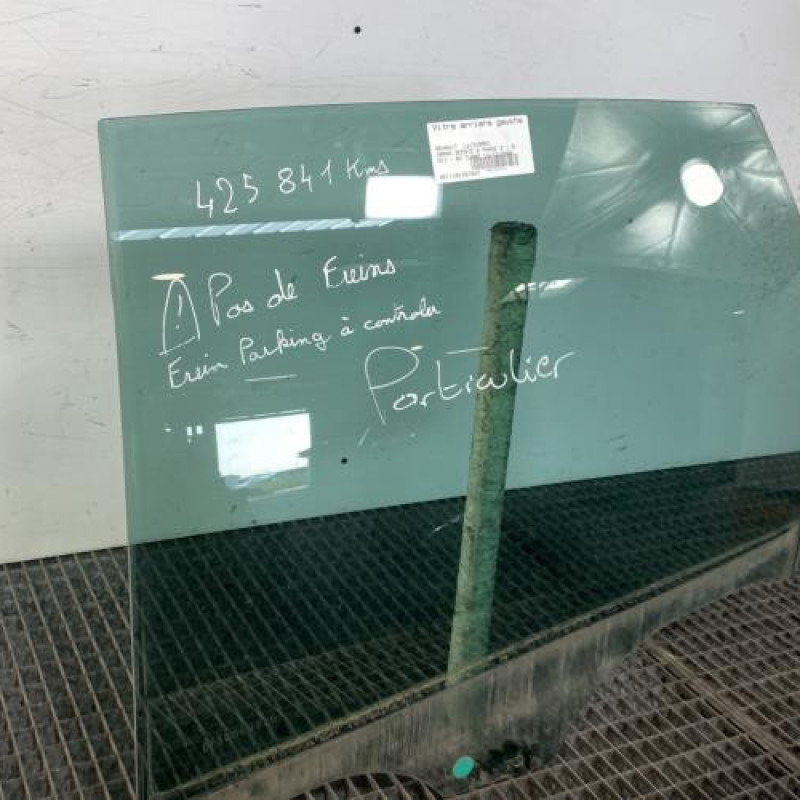 Vitre arriere gauche
425 841 Kms
! Pas de Freins
Frein Parking à controler
Particulier